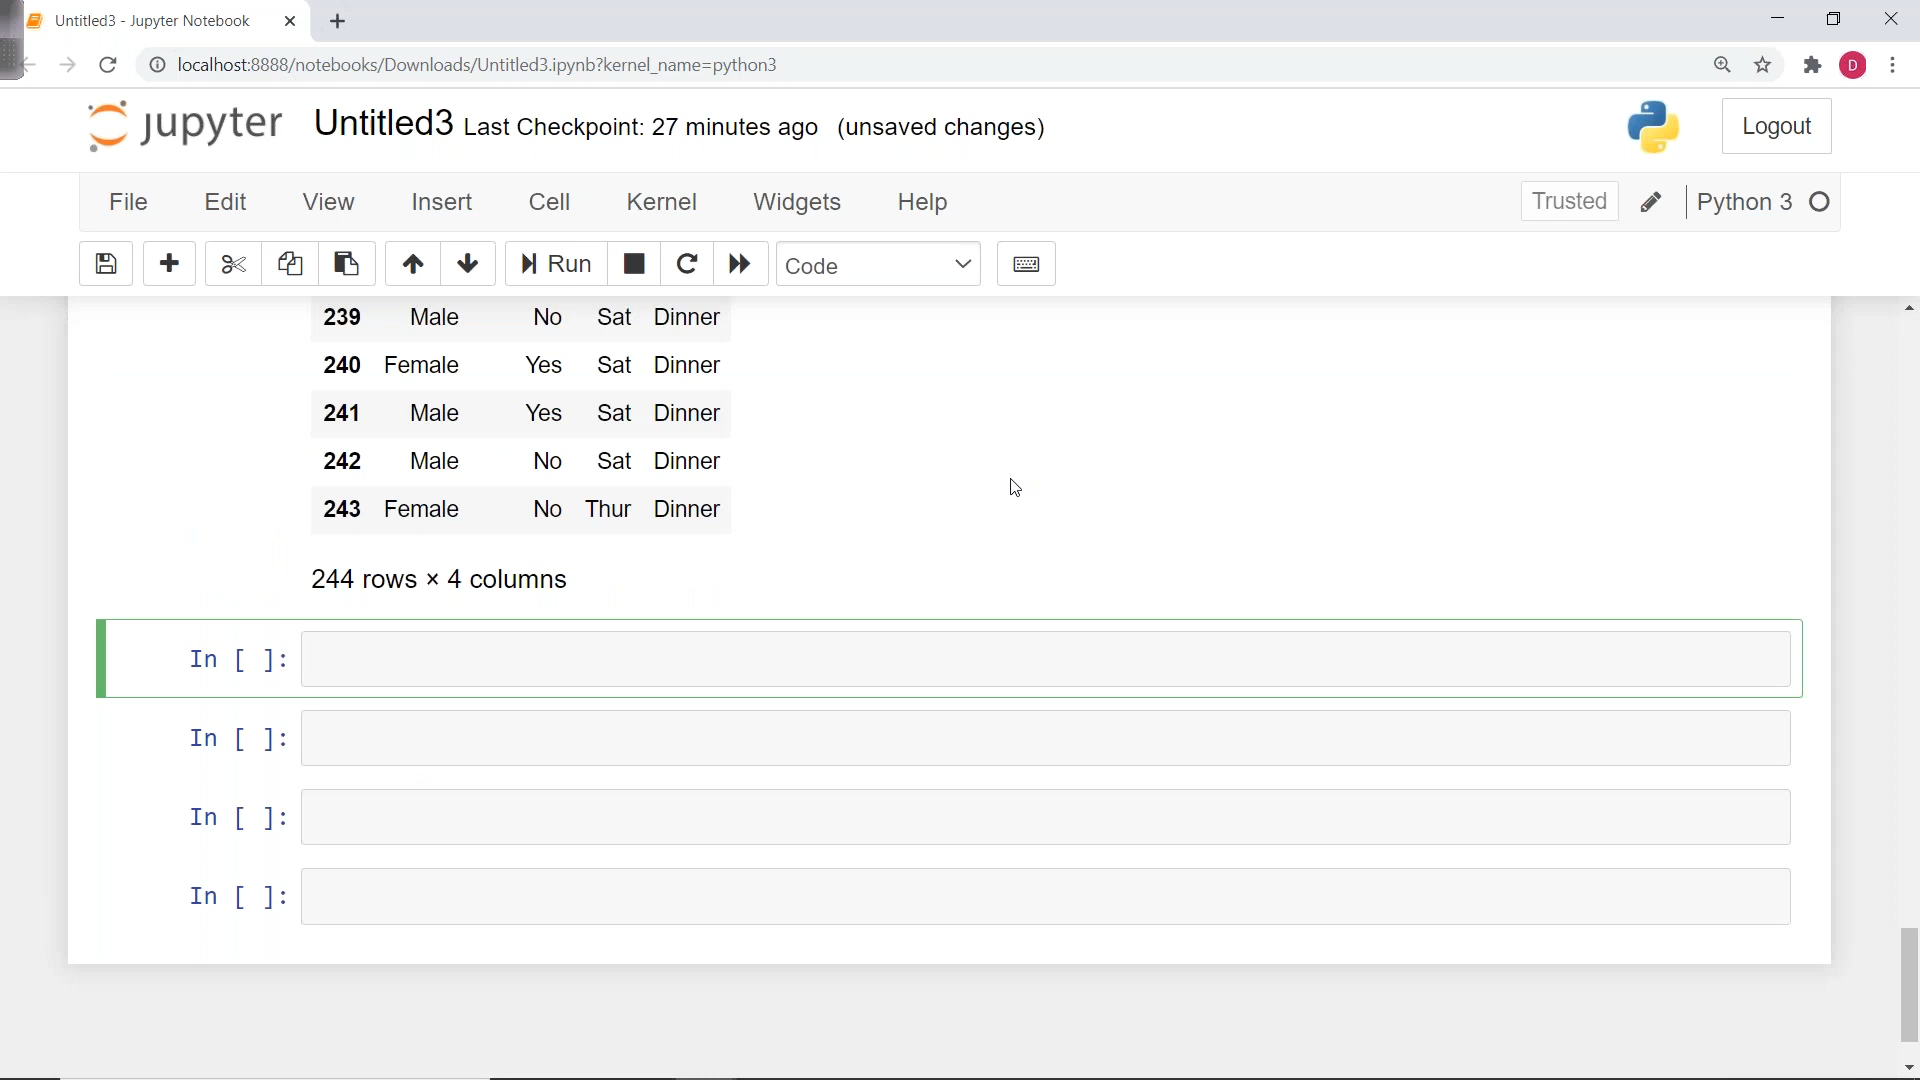 Untitled3 - Jupyter Notebook
localhost:8888/notebooks/Downloads/Untitled3.ipynb?kernel_name=python3
D
jupyter Untitled3 Last Checkpoint: 27 minutes ago (unsaved changes)
Logout
File Edit View Insert Cell Kernel Widgets Help
Trusted Python 3
Run Code
239 Male No Sat Dinner
240 Female Yes Sat Dinner
241 Male Yes Sat Dinner
242 Male No Sat Dinner
243 Female No Thur Dinner
244 rows × 4 columns
In [ ]:
In [ ]:
In [ ]:
In [ ]: